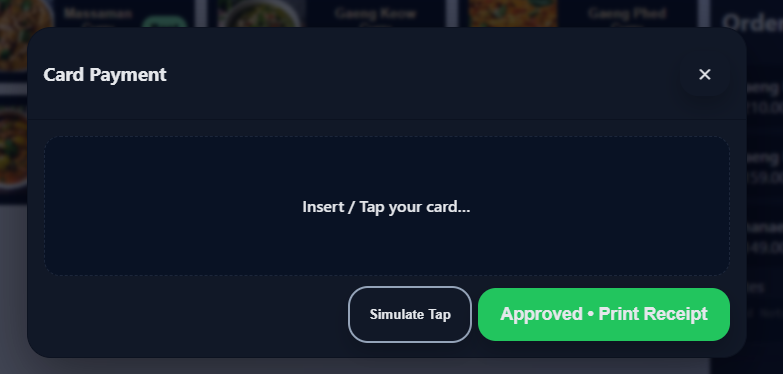 Massaman
Gaeng Keow
Gaeng Phed
Order
Card Payment
×
Insert / Tap your card...
Simulate Tap
Approved • Print Receipt